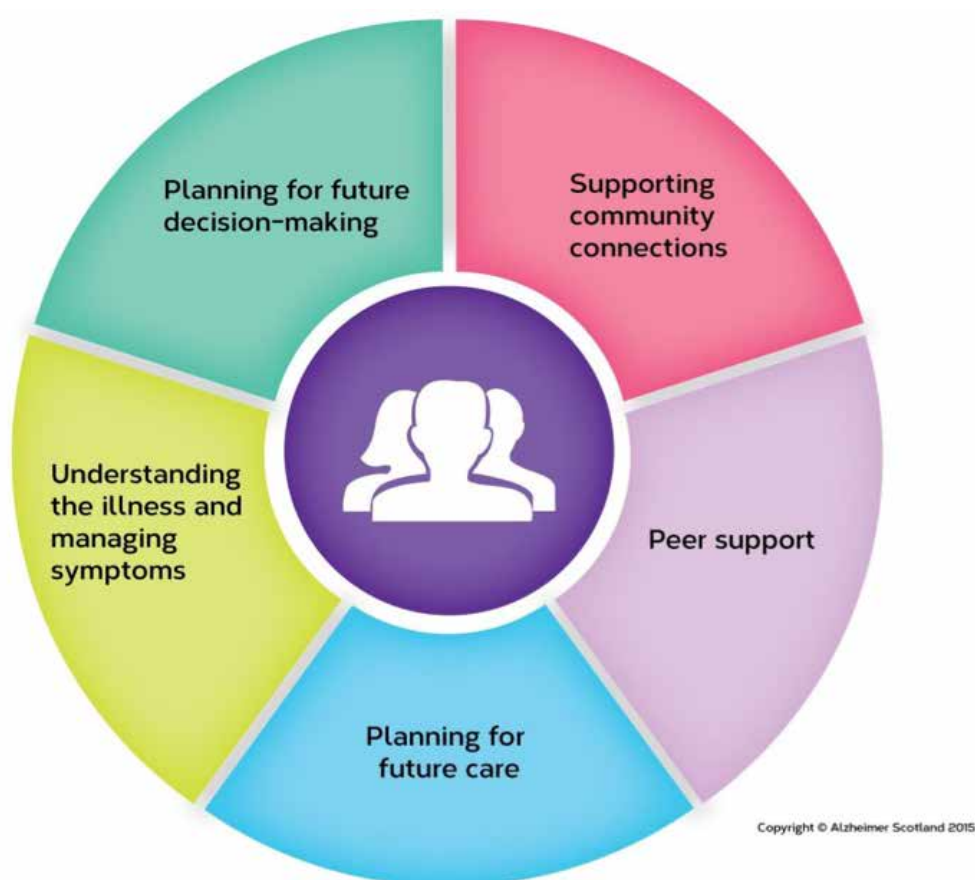 Planning for future
decision-making
Supporting
community
connections
Understanding
the illness and
managing
symptoms
Peer support
Planning for
future care
Copyright © Alzheimer Scotland 2015